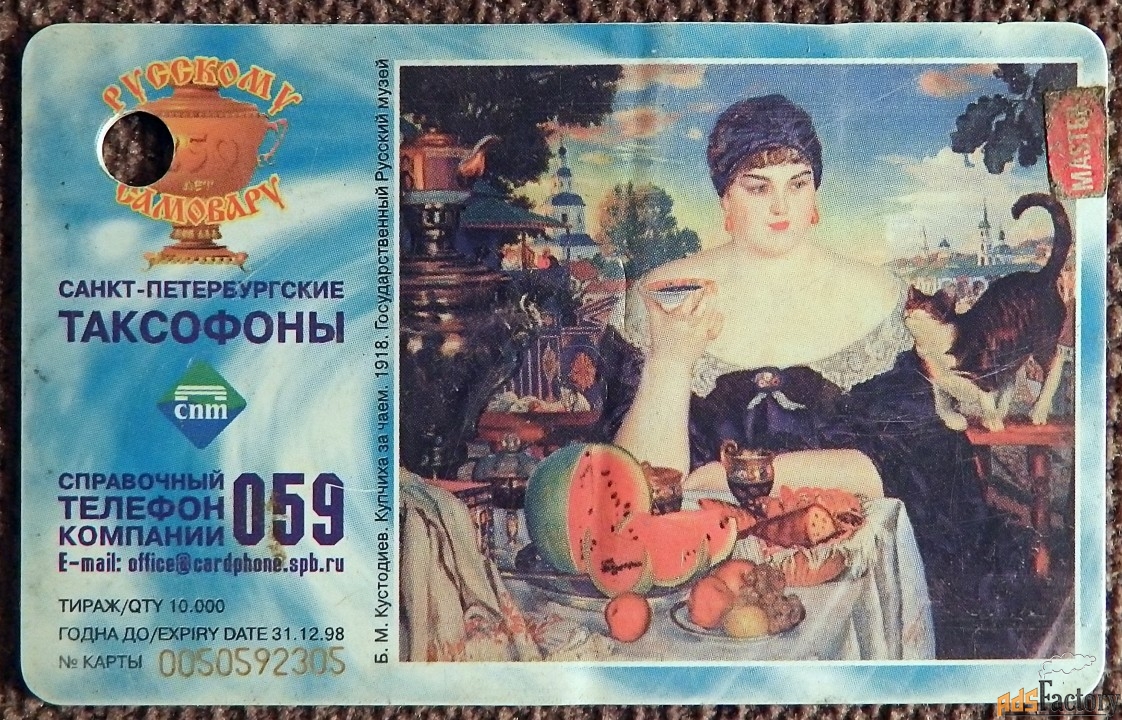 РУССКОМУ
ЛЕТ
САМОВАРУ
САНКТ-ПЕТЕРБУРГСКИЕ
ТАКСОФОНЫ
спт
СПРАВОЧНЫЙ
ТЕЛЕФОН 059
КОМПАНИИ
E-mail: office@cardphone.spb.ru
ТИРАЖ/QTY 10.000
ГОДНА ДО/EXPIRY DATE 31.12.98
№ КАРТЫ 0050592305
Б. М. Кустодиев. Купчиха за чаем. 1918. Государственный Русский музей
MASTER
AdsFactory